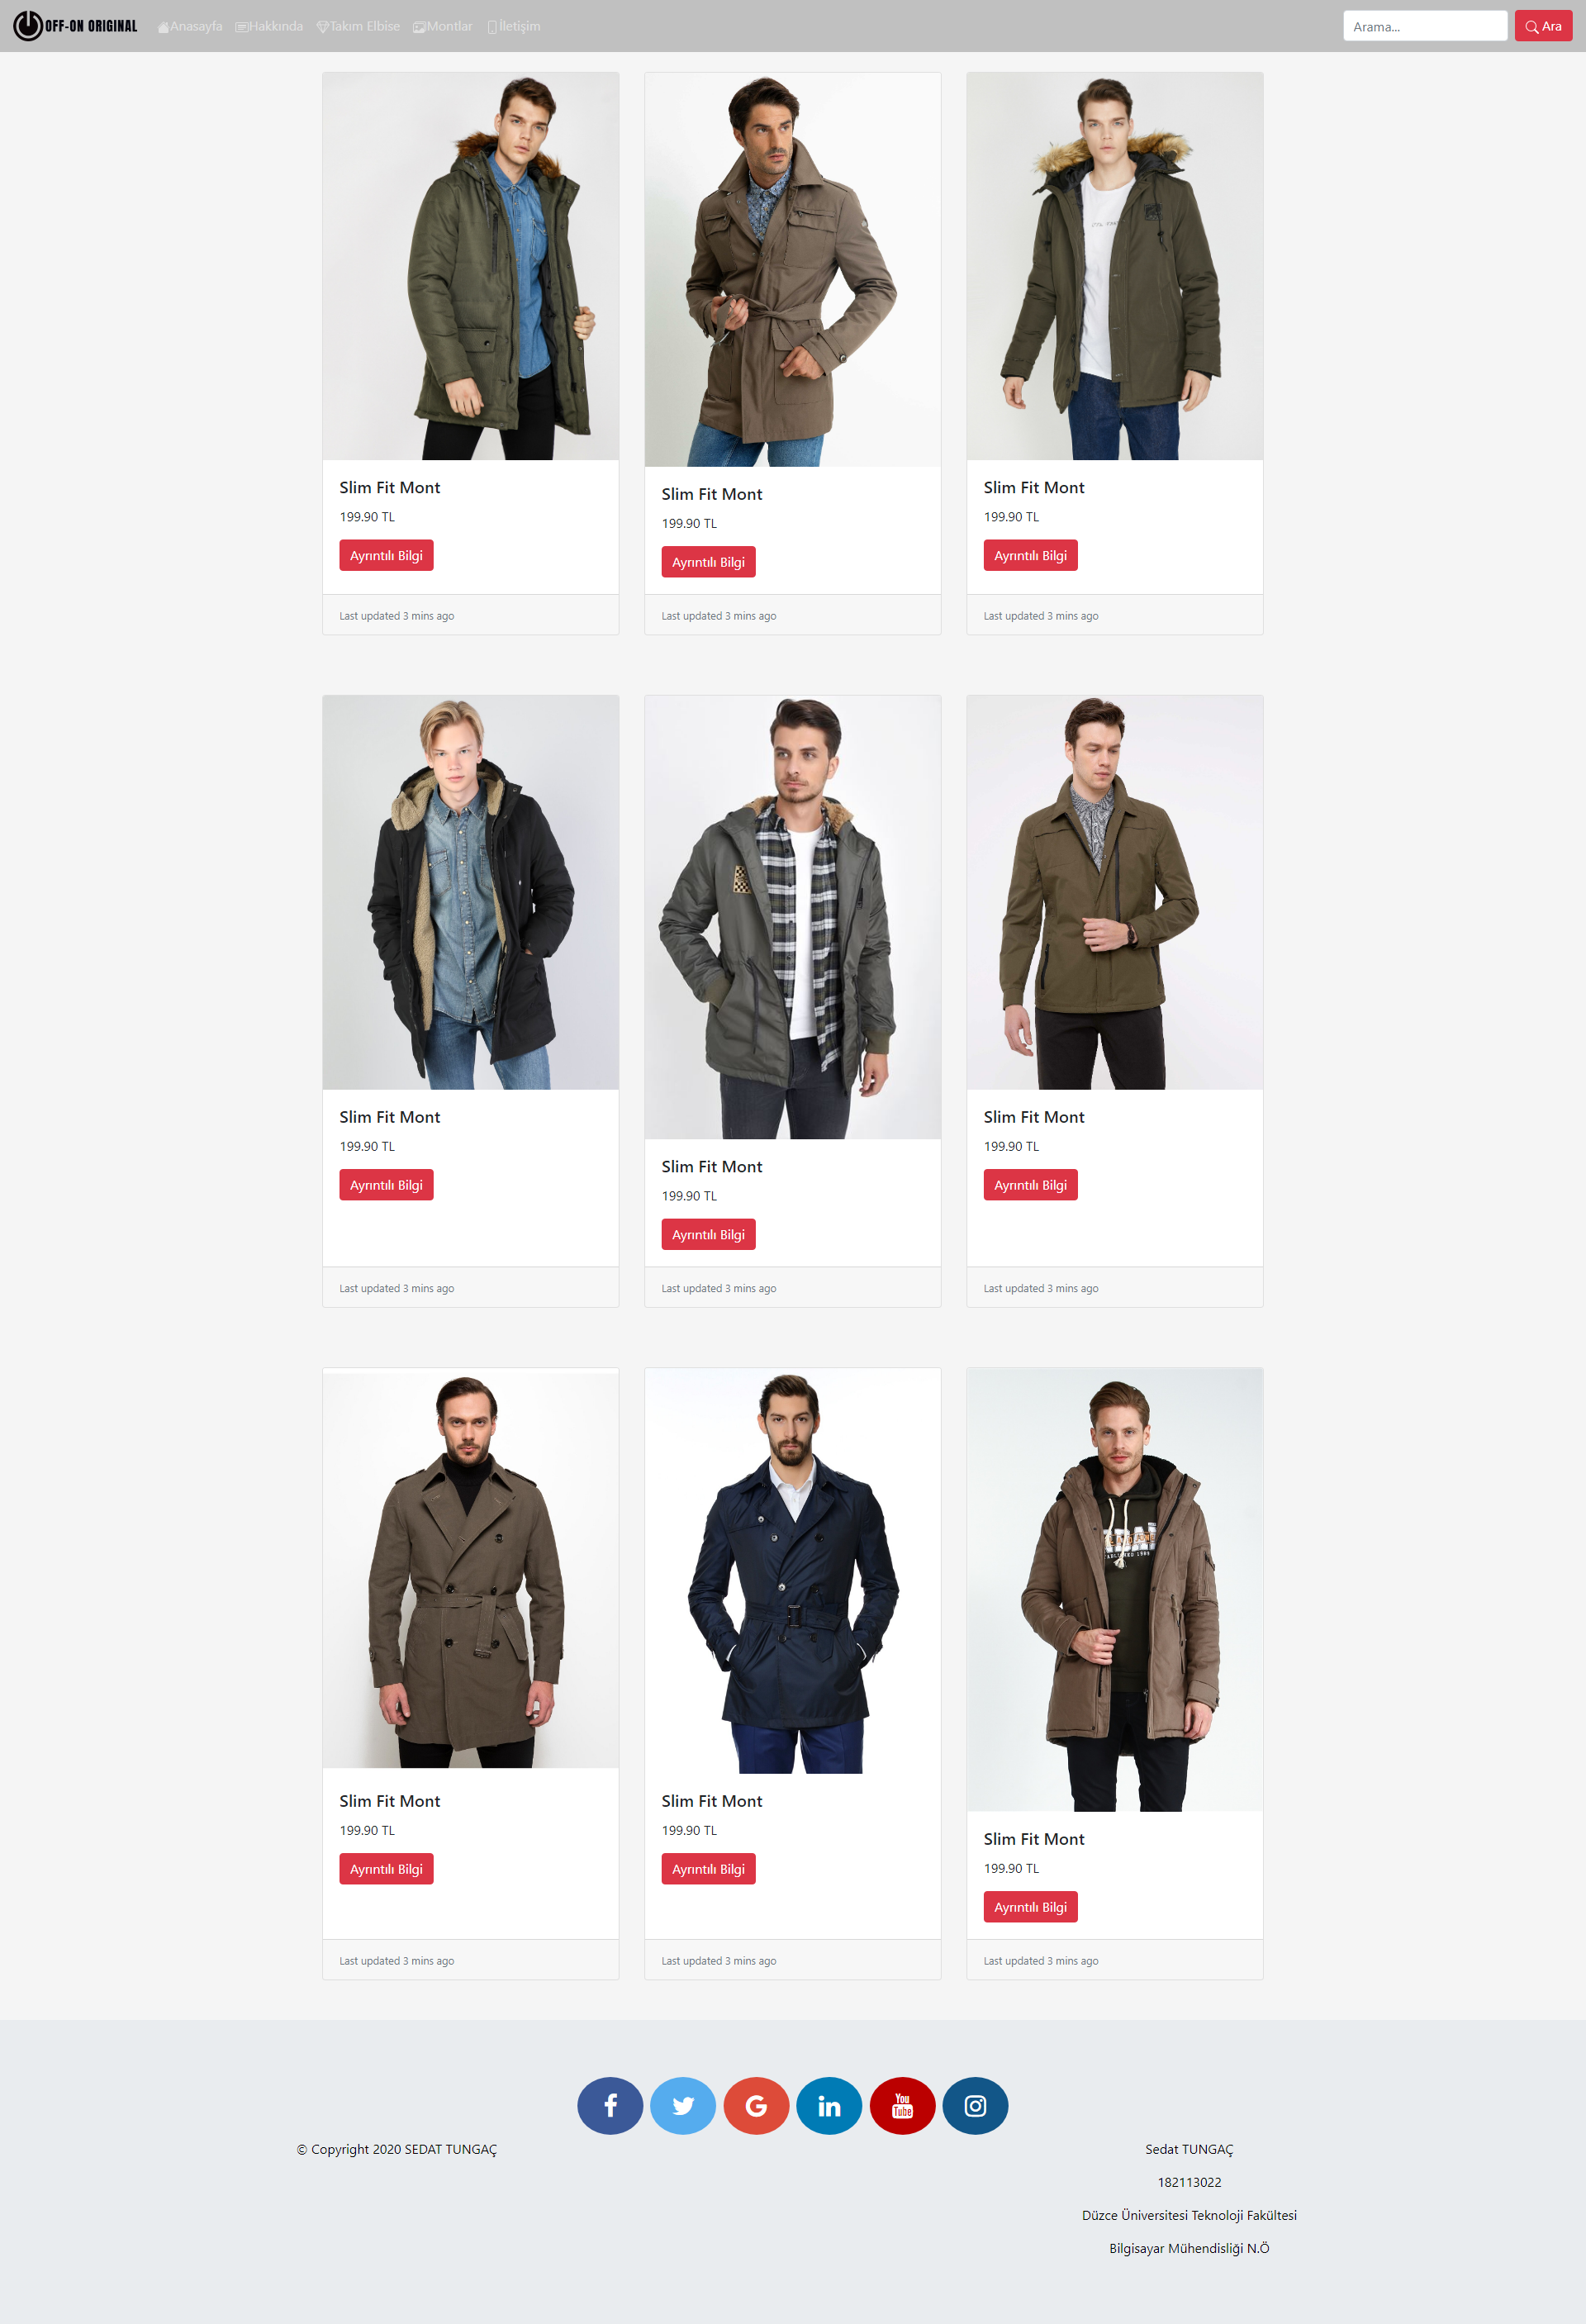 OFF-ON ORIGINAL Anasayfa Hakkında Takım Elbise Montlar İletişim Arama... Ara
Slim Fit Mont
199.90 TL
Ayrıntılı Bilgi
Last updated 3 mins ago
Slim Fit Mont
199.90 TL
Ayrıntılı Bilgi
Last updated 3 mins ago
Slim Fit Mont
199.90 TL
Ayrıntılı Bilgi
Last updated 3 mins ago
Slim Fit Mont
199.90 TL
Ayrıntılı Bilgi
Last updated 3 mins ago
Slim Fit Mont
199.90 TL
Ayrıntılı Bilgi
Last updated 3 mins ago
Slim Fit Mont
199.90 TL
Ayrıntılı Bilgi
Last updated 3 mins ago
Slim Fit Mont
199.90 TL
Ayrıntılı Bilgi
Last updated 3 mins ago
Slim Fit Mont
199.90 TL
Ayrıntılı Bilgi
Last updated 3 mins ago
Slim Fit Mont
199.90 TL
Ayrıntılı Bilgi
Last updated 3 mins ago
You
Tube
© Copyright 2020 SEDAT TUNGAÇ
Sedat TUNGAÇ
182113022
Düzce Üniversitesi Teknoloji Fakültesi
Bilgisayar Mühendisliği N.Ö